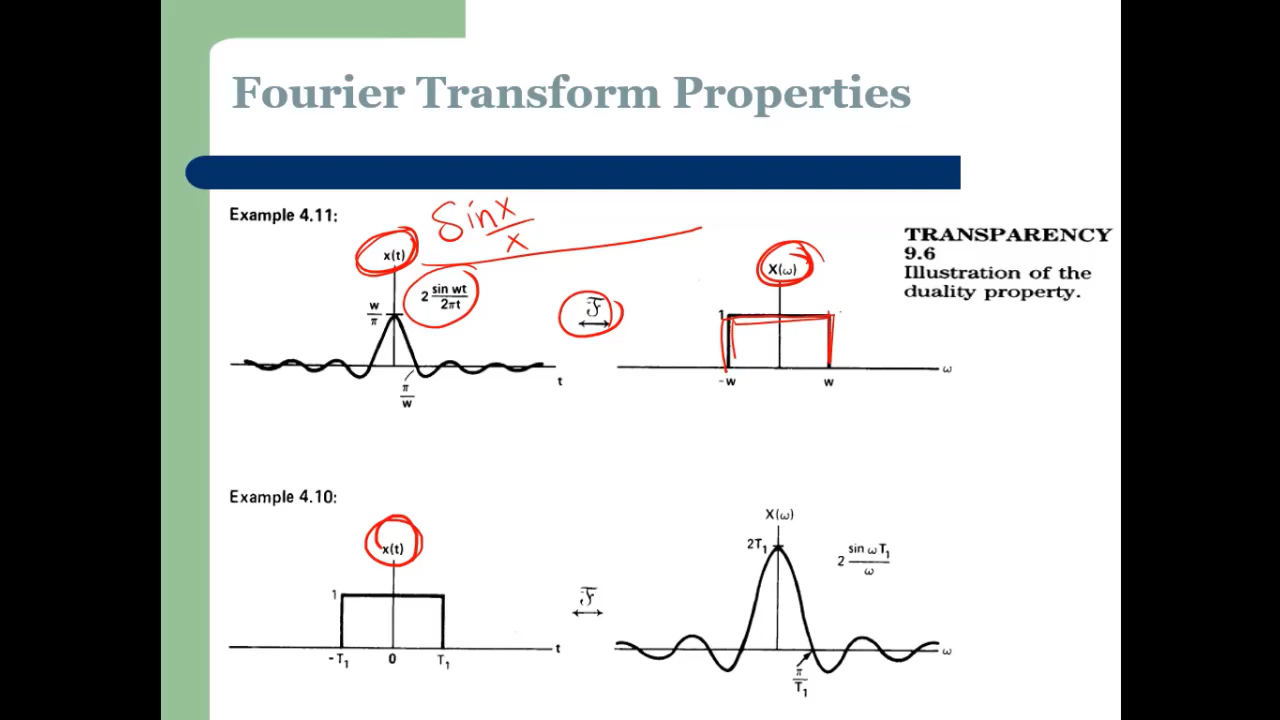 Fourier Transform Properties
Example 4.11:
sin x
x
x(t)
2 sin wt
2πt
w
π
t
π
w
ℱ
↔
X(ω)
1
-w
w
ω
TRANSPARENCY
9.6
Illustration of the
duality property.
Example 4.10:
x(t)
1
-T₁
0
T₁
t
ℱ
↔
X(ω)
2T₁
2 sin ωT₁
ω
ω
π
T₁